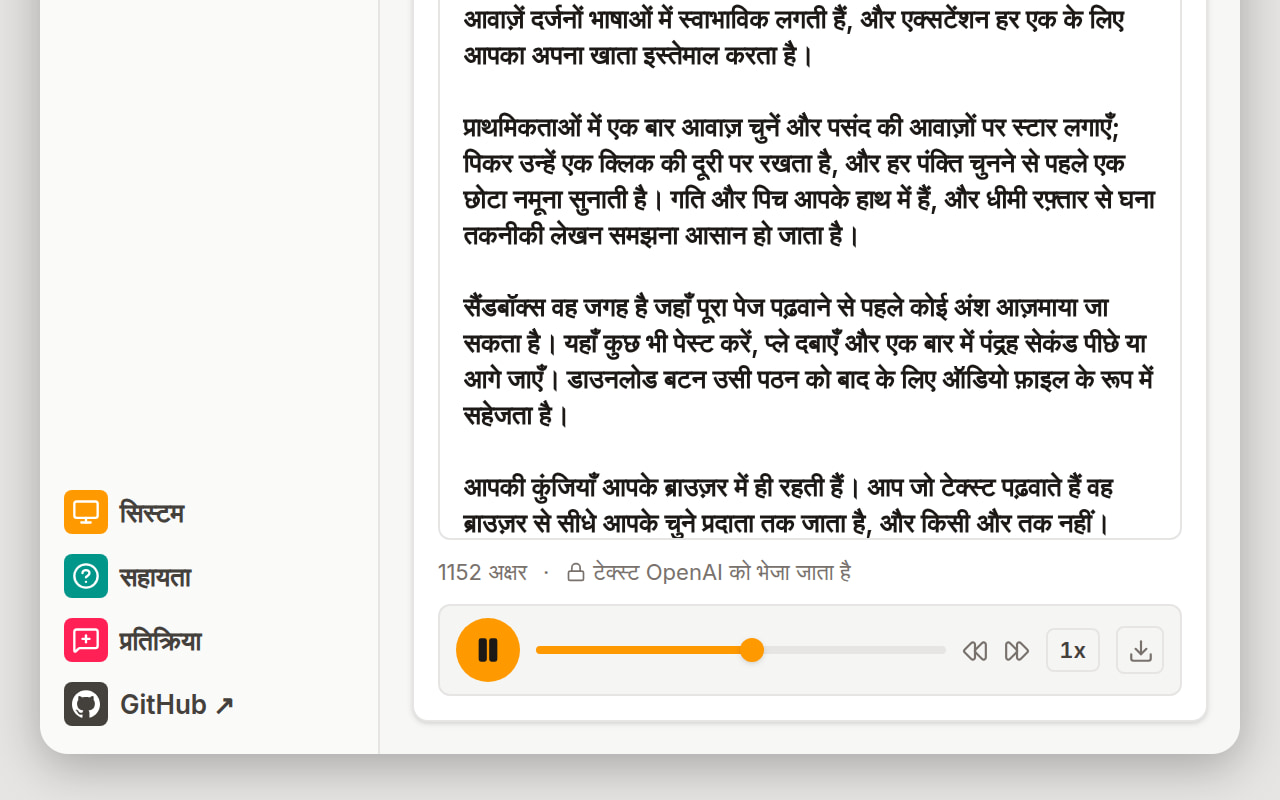 आवाज़ें दर्जनों भाषाओं में स्वाभाविक लगती हैं, और एक्सटेंशन हर एक के लिए
आपका अपना खाता इस्तेमाल करता है।
प्राथमिकताओं में एक बार आवाज़ चुनें और पसंद की आवाज़ों पर स्टार लगाएँ;
पिकर उन्हें एक क्लिक की दूरी पर रखता है, और हर पंक्ति चुनने से पहले एक
छोटा नमूना सुनाती है। गति और पिच आपके हाथ में हैं, और धीमी रफ़्तार से घना
तकनीकी लेखन समझना आसान हो जाता है।
सैंडबॉक्स वह जगह है जहाँ पूरा पेज पढ़वाने से पहले कोई अंश आज़माया जा
सकता है। यहाँ कुछ भी पेस्ट करें, प्ले दबाएँ और एक बार में पंद्रह सेकंड पीछे या
आगे जाएँ। डाउनलोड बटन उसी पठन को बाद के लिए ऑडियो फ़ाइल के रूप में
सहेजता है।
आपकी कुंजियाँ आपके ब्राउज़र में ही रहती हैं। आप जो टेक्स्ट पढ़वाते हैं वह
ब्राउज़र से सीधे आपके चुने प्रदाता तक जाता है, और किसी और तक नहीं।
1152 अक्षर · टेक्स्ट OpenAI को भेजा जाता है
1x
सिस्टम
सहायता
प्रतिक्रिया
GitHub ↗